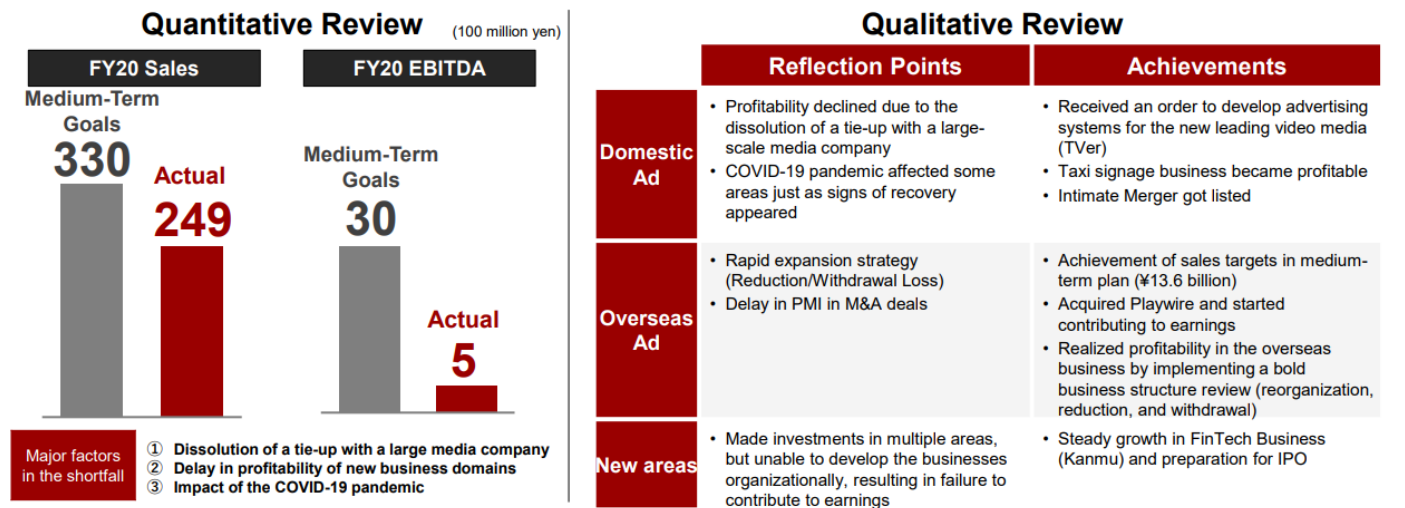 Quantitative Review
(100 million yen)
FY20 Sales
FY20 EBITDA
Medium-Term
Goals
330
Actual
249
Medium-Term
Goals
30
Actual
5
Major factors
in the shortfall
① Dissolution of a tie-up with a large media company
② Delay in profitability of new business domains
③ Impact of the COVID-19 pandemic
Qualitative Review
Reflection Points
Achievements
Domestic
Ad
• Profitability declined due to the
dissolution of a tie-up with a large-
scale media company
• COVID-19 pandemic affected some
areas just as signs of recovery
appeared
• Received an order to develop advertising
systems for the new leading video media
(TVer)
• Taxi signage business became profitable
• Intimate Merger got listed
Overseas
Ad
• Rapid expansion strategy
(Reduction/Withdrawal Loss)
• Delay in PMI in M&A deals
• Achievement of sales targets in medium-
term plan (¥13.6 billion)
• Acquired Playwire and started
contributing to earnings
• Realized profitability in the overseas
business by implementing a bold
business structure review (reorganization,
reduction, and withdrawal)
New areas
• Made investments in multiple areas,
but unable to develop the businesses
organizationally, resulting in failure to
contribute to earnings
• Steady growth in FinTech Business
(Kanmu) and preparation for IPO